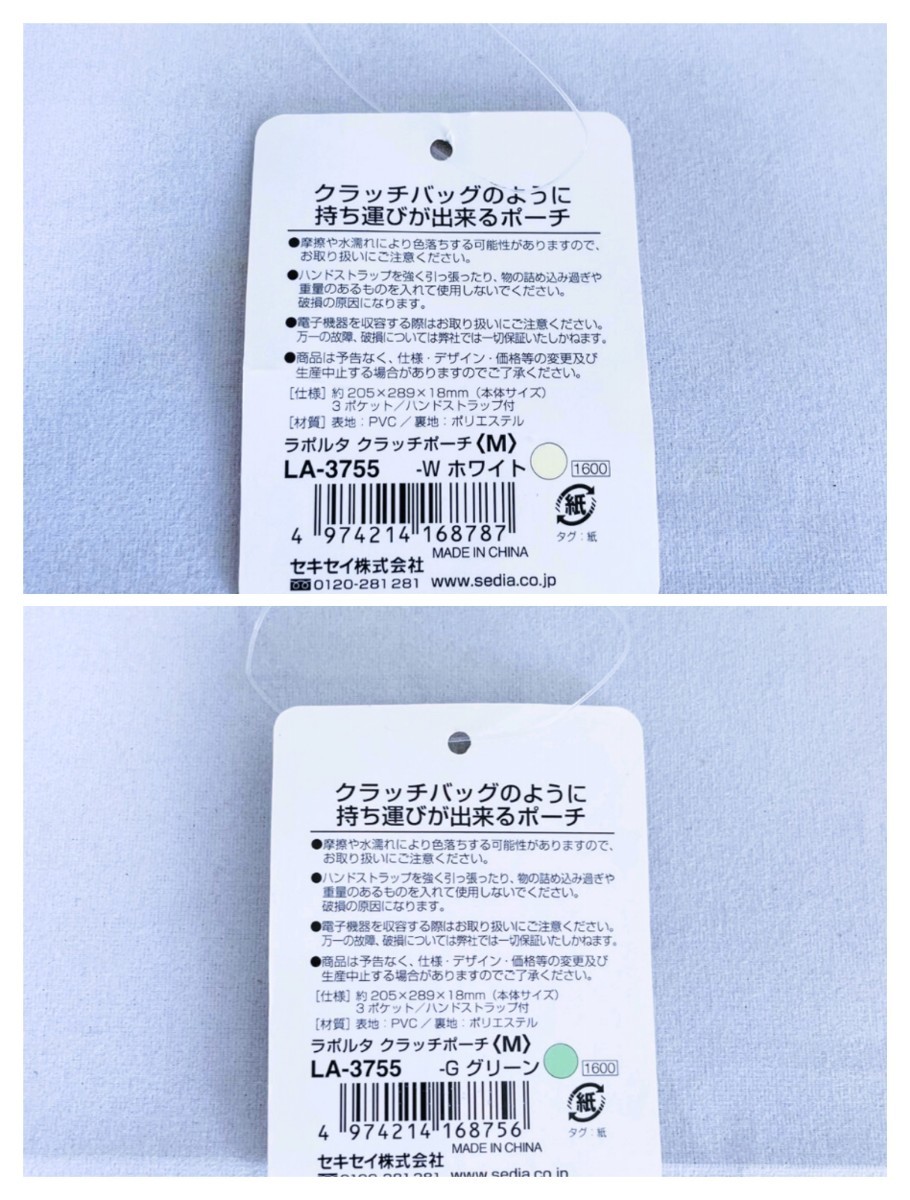 クラッチバッグのように
持ち運びが出来るポーチ
●摩擦や水濡れにより色落ちする可能性がありますので、
お取り扱いにご注意ください。
●ハンドストラップを強く引っ張ったり、物の詰め込み過ぎや
重量のあるものを入れて使用しないでください。
破損の原因になります。
●電子機器を収容する際はお取り扱いにご注意ください。
万一の故障、破損については弊社では一切保証いたしかねます。
●商品は予告なく、仕様・デザイン・価格等の変更及び
生産中止する場合がありますのでご了承ください。
[仕様] 約205×289×18mm (本体サイズ)
3ポケット/ハンドストラップ付
[材質] 表地:PVC/裏地:ポリエステル
ラポルタ クラッチポーチ〈M〉
LA-3755 -W ホワイト 1600
紙
4 974214 168787
タグ:紙
MADE IN CHINA
セキセイ株式会社
0120-281281 www.sedia.co.jp
クラッチバッグのように
持ち運びが出来るポーチ
●摩擦や水濡れにより色落ちする可能性がありますので、
お取り扱いにご注意ください。
●ハンドストラップを強く引っ張ったり、物の詰め込み過ぎや
重量のあるものを入れて使用しないでください。
破損の原因になります。
●電子機器を収容する際はお取り扱いにご注意ください。
万一の故障、破損については弊社では一切保証いたしかねます。
●商品は予告なく、仕様・デザイン・価格等の変更及び
生産中止する場合がありますのでご了承ください。
[仕様] 約205×289×18mm (本体サイズ)
3ポケット/ハンドストラップ付
[材質] 表地:PVC/裏地:ポリエステル
ラポルタ クラッチポーチ〈M〉
LA-3755 -G グリーン 1600
紙
4 974214 168756
タグ:紙
MADE IN CHINA
セキセイ株式会社
0120-281281 www.sedia.co.jp